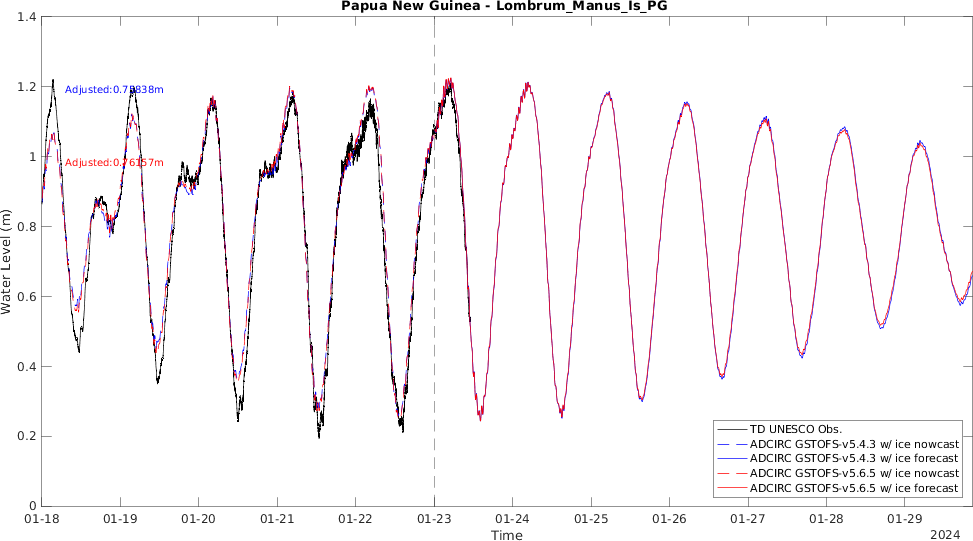 Papua New Guinea - Lombrum_Manus_Is_PG
1.4
1.2
1
0.8
0.6
0.4
0.2
0
Water Level (m)
Adjusted:0.75838m
Adjusted:0.76157m
TD UNESCO Obs.
ADCIRC GSTOFS-v5.4.3 w/ ice nowcast
ADCIRC GSTOFS-v5.4.3 w/ ice forecast
ADCIRC GSTOFS-v5.6.5 w/ ice nowcast
ADCIRC GSTOFS-v5.6.5 w/ ice forecast
01-18 01-19 01-20 01-21 01-22 01-23 01-24 01-25 01-26 01-27 01-28 01-29
Time
2024